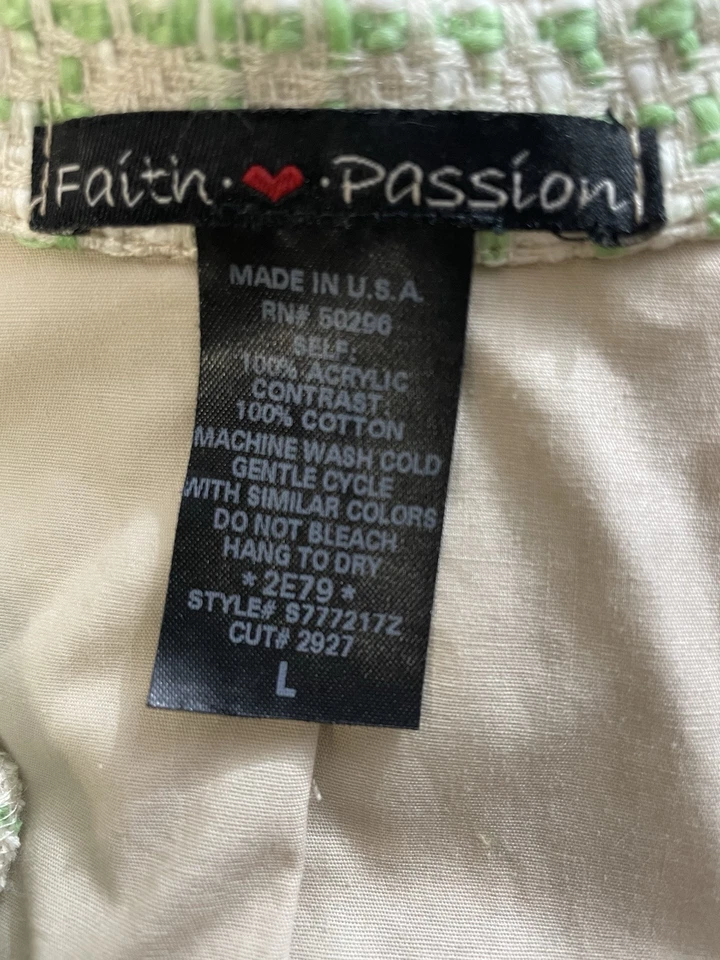 Faith · ❤ · Passion
MADE IN U.S.A.
RN# 50296
SELF:
100% ACRYLIC
CONTRAST:
100% COTTON
MACHINE WASH COLD
GENTLE CYCLE
WITH SIMILAR COLORS
DO NOT BLEACH
HANG TO DRY
* 2E79 *
STYLE# S777217Z
CUT# 2927
L